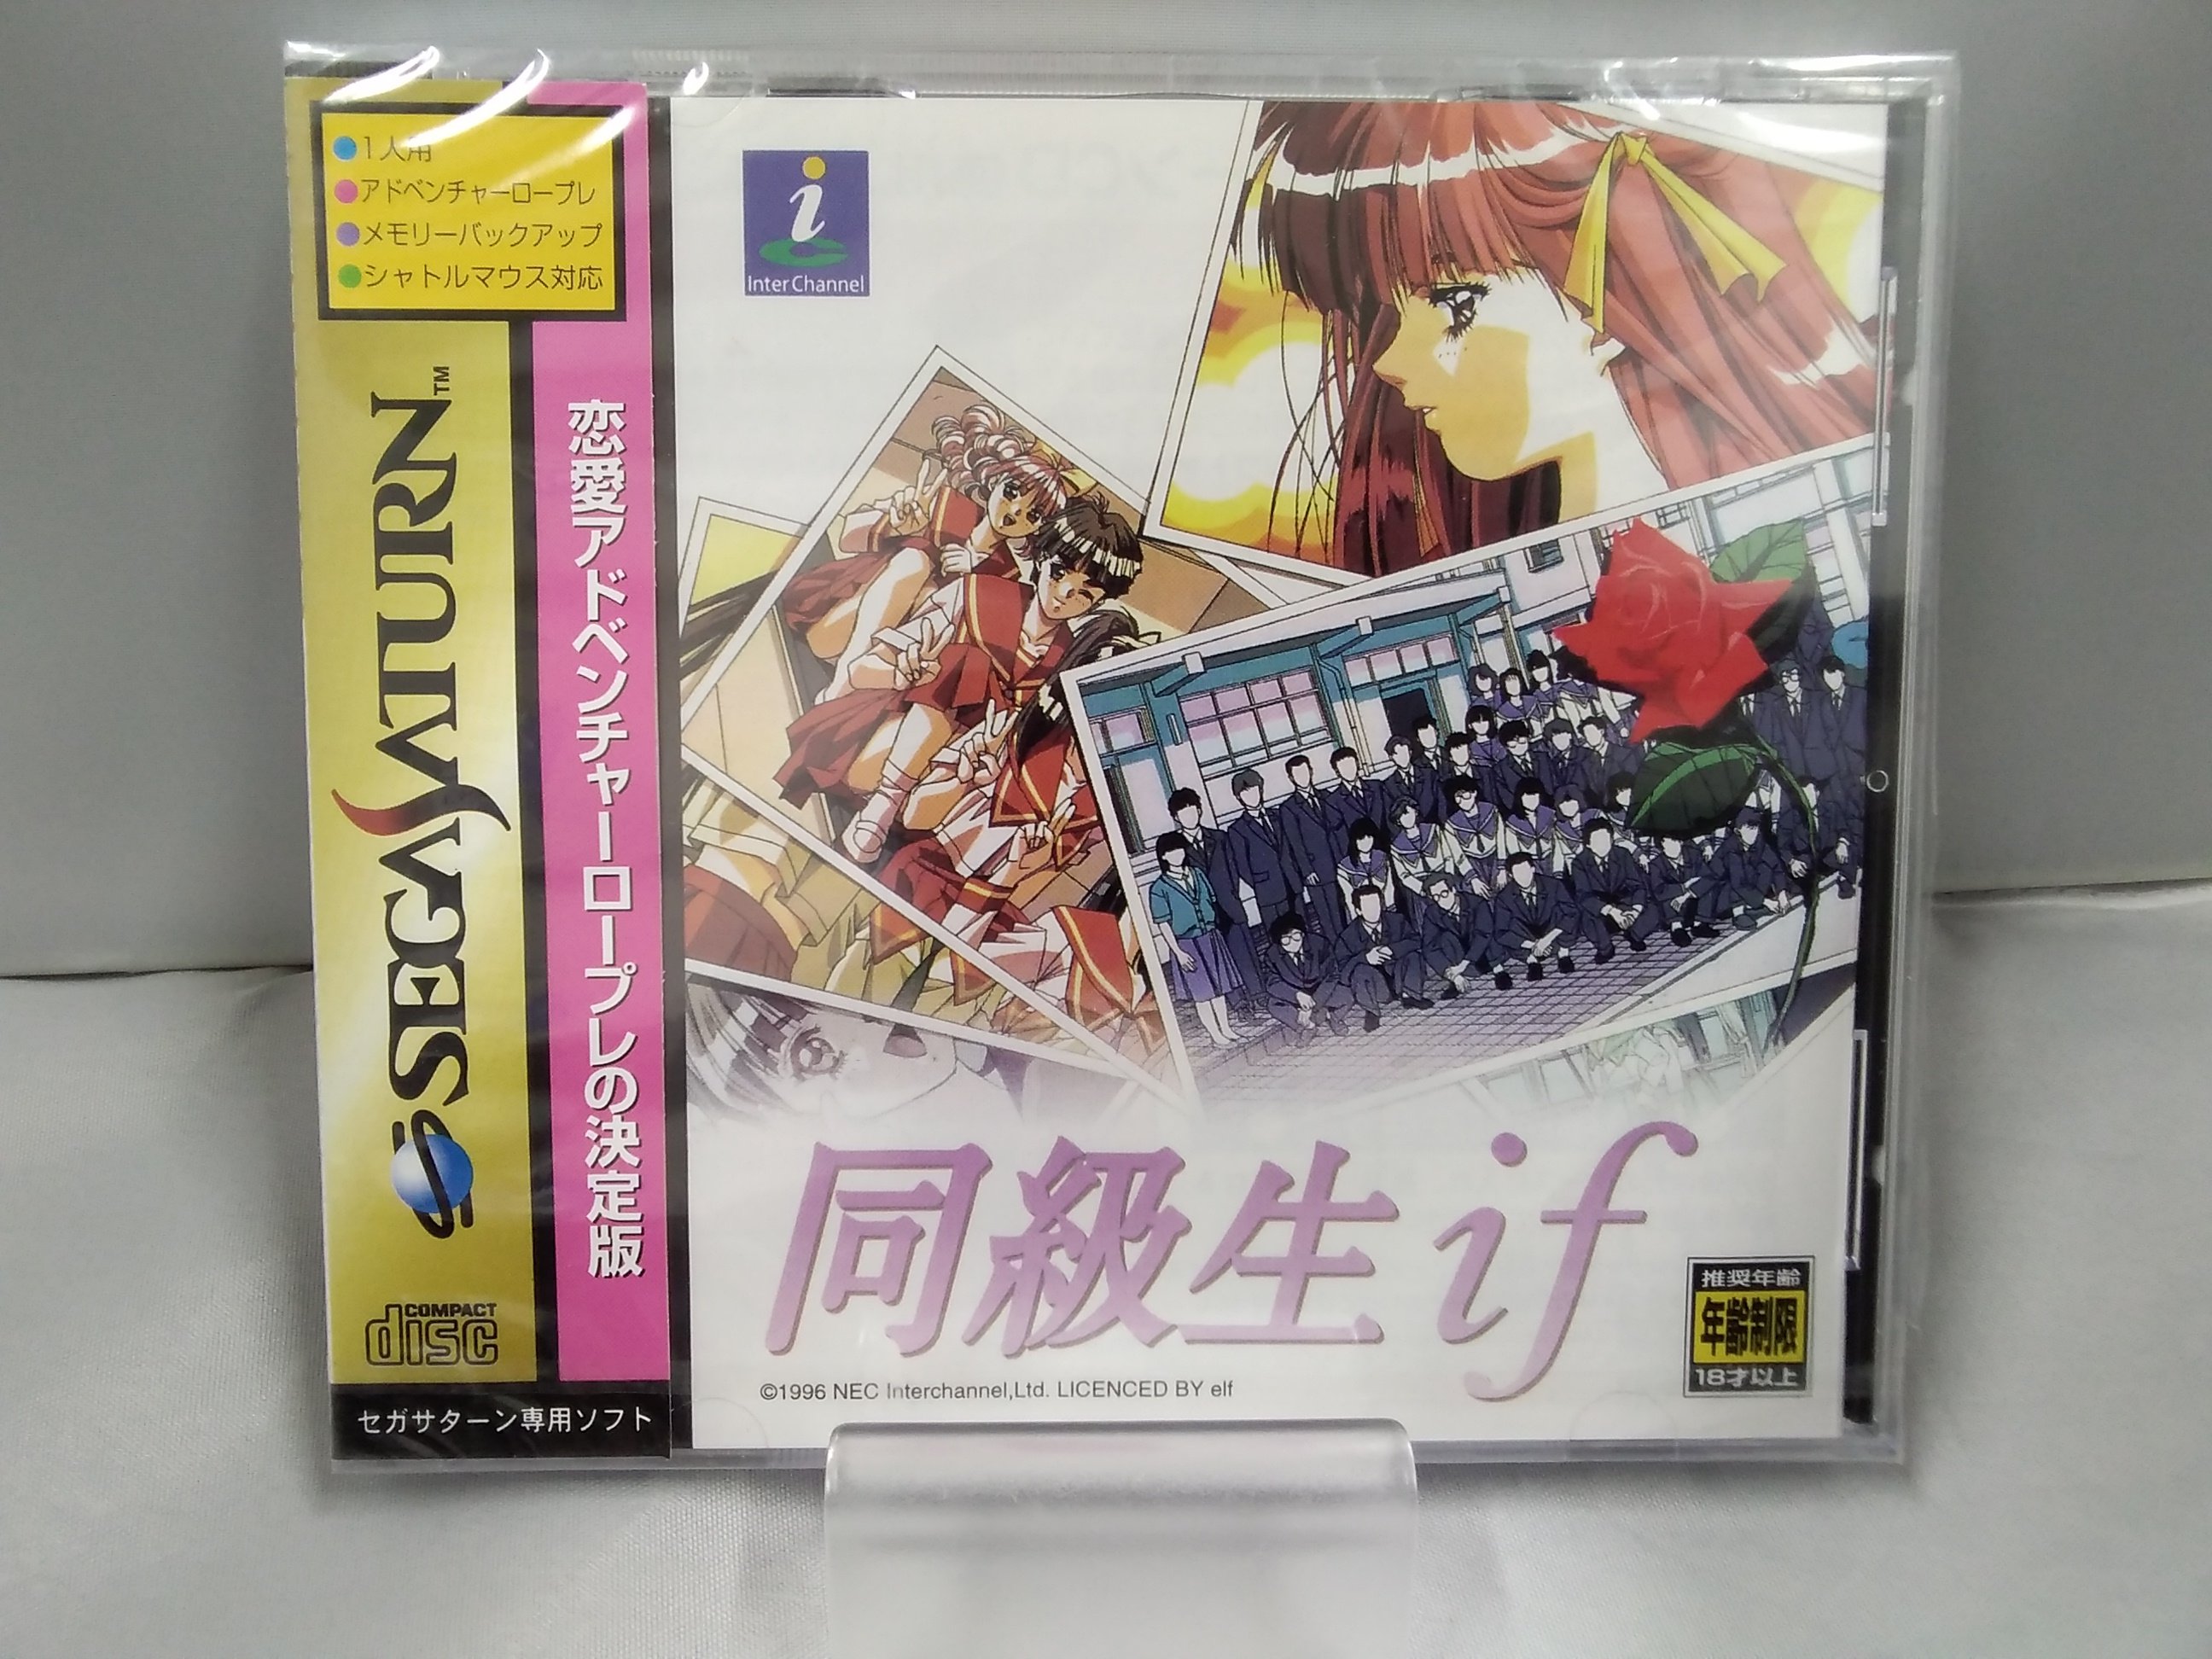 ●1人用
●アドベンチャーロープレ
●メモリーバックアップ
●シャトルマウス対応
SEGA SATURN™
COMPACT
disc
セガサターン専用ソフト
恋愛アドベンチャーロープレの決定版
i
InterChannel
同級生if
©1996 NEC Interchannel,Ltd. LICENCED BY elf
推奨年齢
年齢制限
18才以上